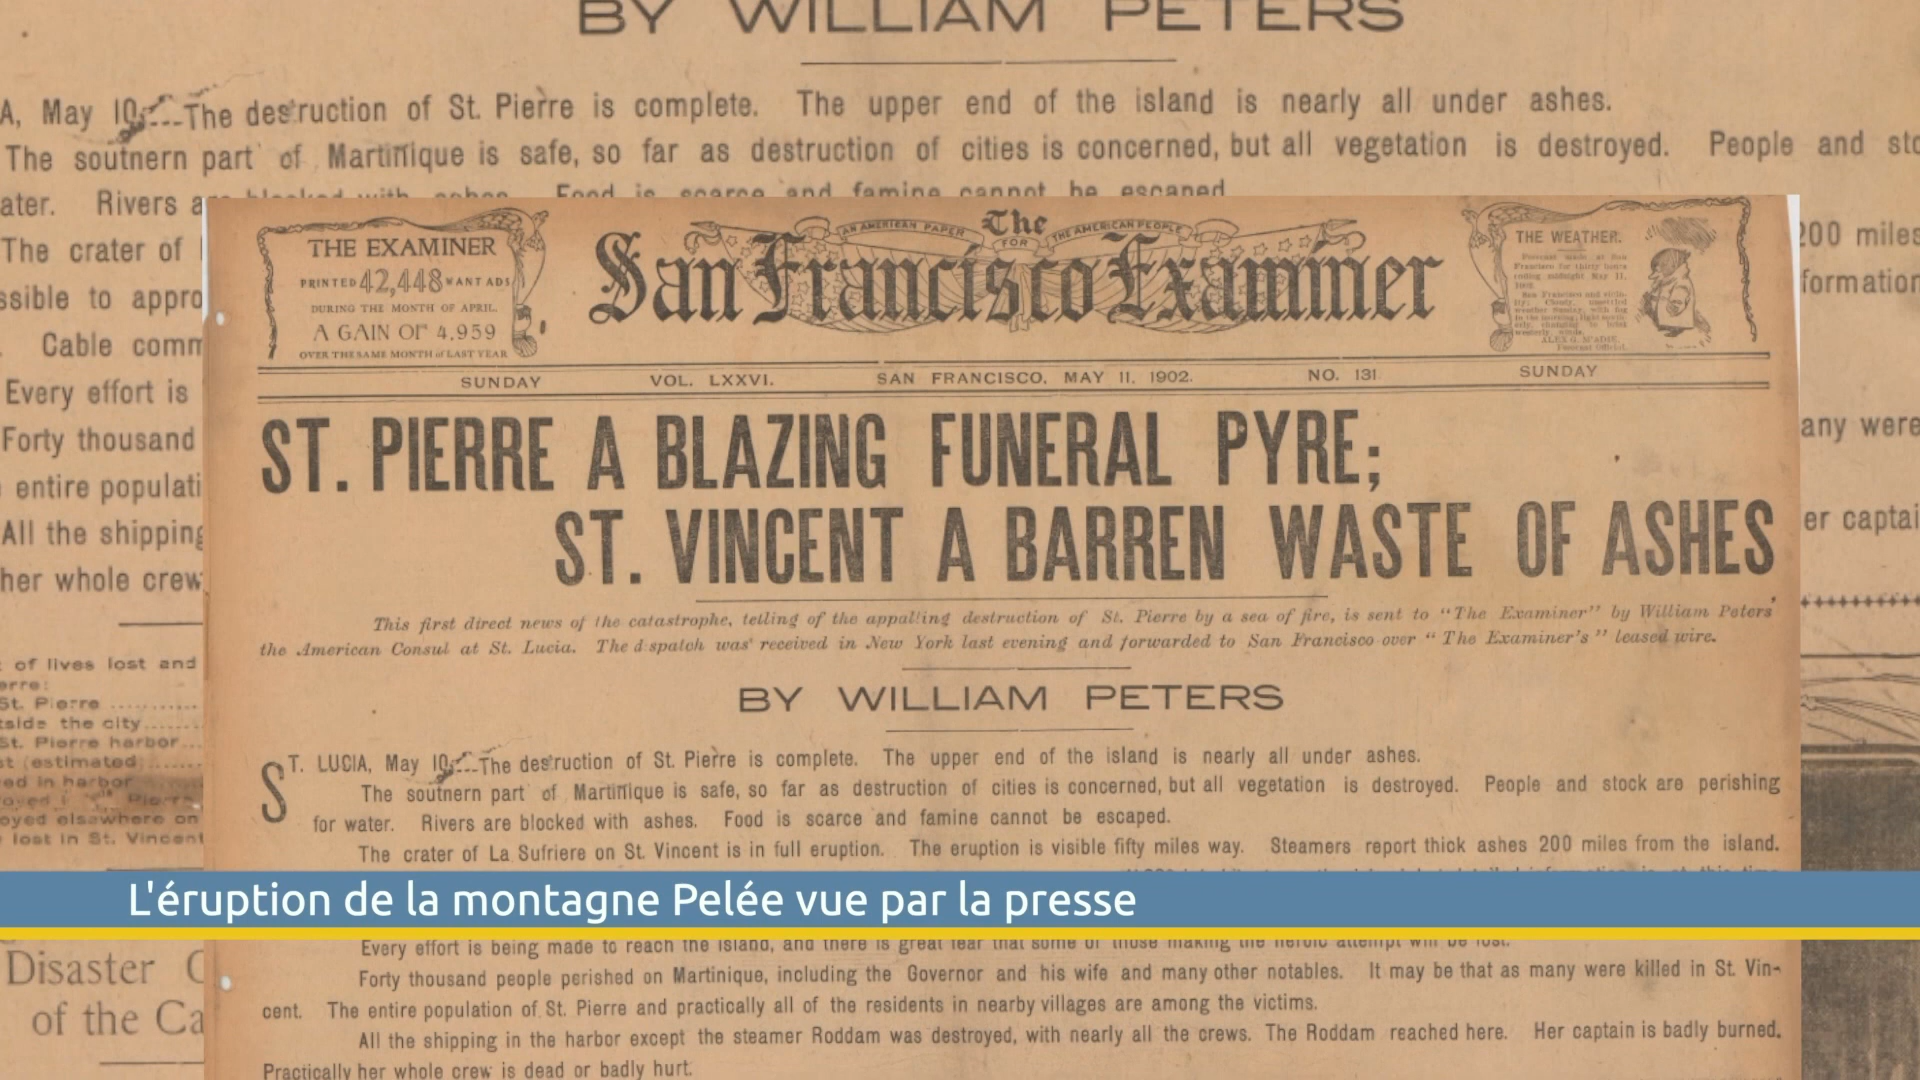 BY WILLIAM PETERS
A, May 10.---The destruction of St. Pierre is complete. The upper end of the island is nearly all under ashes.
The soutnern part of Martinique is safe, so far as destruction of cities is concerned, but all vegetation is destroyed. People and sto
ater. Rivers are blocked with ashes. Food is scarce and famine cannot be escaped.
The crater of
200 miles
ssible to appro
formation
Cable comm
Every effort is
Forty thousand
any were
entire populati
All the shipping
er captai
her whole crew
of lives lost and
erre:
St. Pierre
tside the city
St. Pierre harbor
st (estimated)
ed in harbor
oyed elsewhere on
lost in St. Vincent
Disaster
of the Ca
THE EXAMINER
PRINTED 42,448 WANT ADS
DURING THE MONTH OF APRIL.
A GAIN OF 4,959
OVER THE SAME MONTH of LAST YEAR
AN AMERICAN PAPER FOR THE AMERICAN PEOPLE
The
San Francisco Examiner
THE WEATHER.
Forecast made at San
Francisco for thirty hours
ending midnight May 11,
1902.
SUNDAY VOL. LXXVI. SAN FRANCISCO, MAY 11, 1902. NO. 131 SUNDAY
ST. PIERRE A BLAZING FUNERAL PYRE;
ST. VINCENT A BARREN WASTE OF ASHES
This first direct news of the catastrophe, telling of the appalling destruction of St. Pierre by a sea of fire, is sent to "The Examiner" by William Peters
the American Consul at St. Lucia. The dispatch was received in New York last evening and forwarded to San Francisco over "The Examiner's" leased wire.
BY WILLIAM PETERS
ST. LUCIA, May 10.---The destruction of St. Pierre is complete. The upper end of the island is nearly all under ashes.
The soutnern part of Martinique is safe, so far as destruction of cities is concerned, but all vegetation is destroyed. People and stock are perishing
for water. Rivers are blocked with ashes. Food is scarce and famine cannot be escaped.
The crater of La Sufriere on St. Vincent is in full eruption. The eruption is visible fifty miles way. Steamers report thick ashes 200 miles from the island.
L'éruption de la montagne Pelée vue par la presse
Every effort is being made to reach the island, and there is great fear that some of those making the heroic attempt will be lost.
Forty thousand people perished on Martinique, including the Governor and his wife and many other notables. It may be that as many were killed in St. Vin-
cent. The entire population of St. Pierre and practically all of the residents in nearby villages are among the victims.
All the shipping in the harbor except the steamer Roddam was destroyed, with nearly all the crews. The Roddam reached here. Her captain is badly burned.
Practically her whole crew is dead or badly hurt.